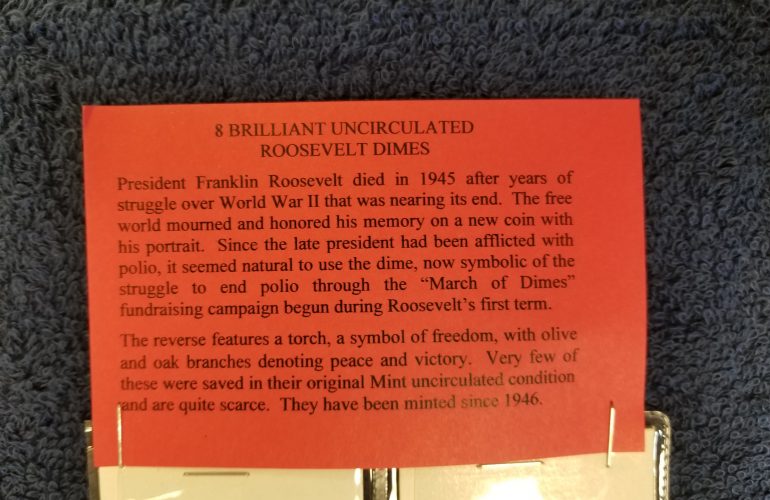 8 BRILLIANT UNCIRCULATED
ROOSEVELT DIMES
President Franklin Roosevelt died in 1945 after years of
struggle over World War II that was nearing its end. The free
world mourned and honored his memory on a new coin with
his portrait. Since the late president had been afflicted with
polio, it seemed natural to use the dime, now symbolic of the
struggle to end polio through the “March of Dimes”
fundraising campaign begun during Roosevelt’s first term.
The reverse features a torch, a symbol of freedom, with olive
and oak branches denoting peace and victory. Very few of
these were saved in their original Mint uncirculated condition
and are quite scarce. They have been minted since 1946.